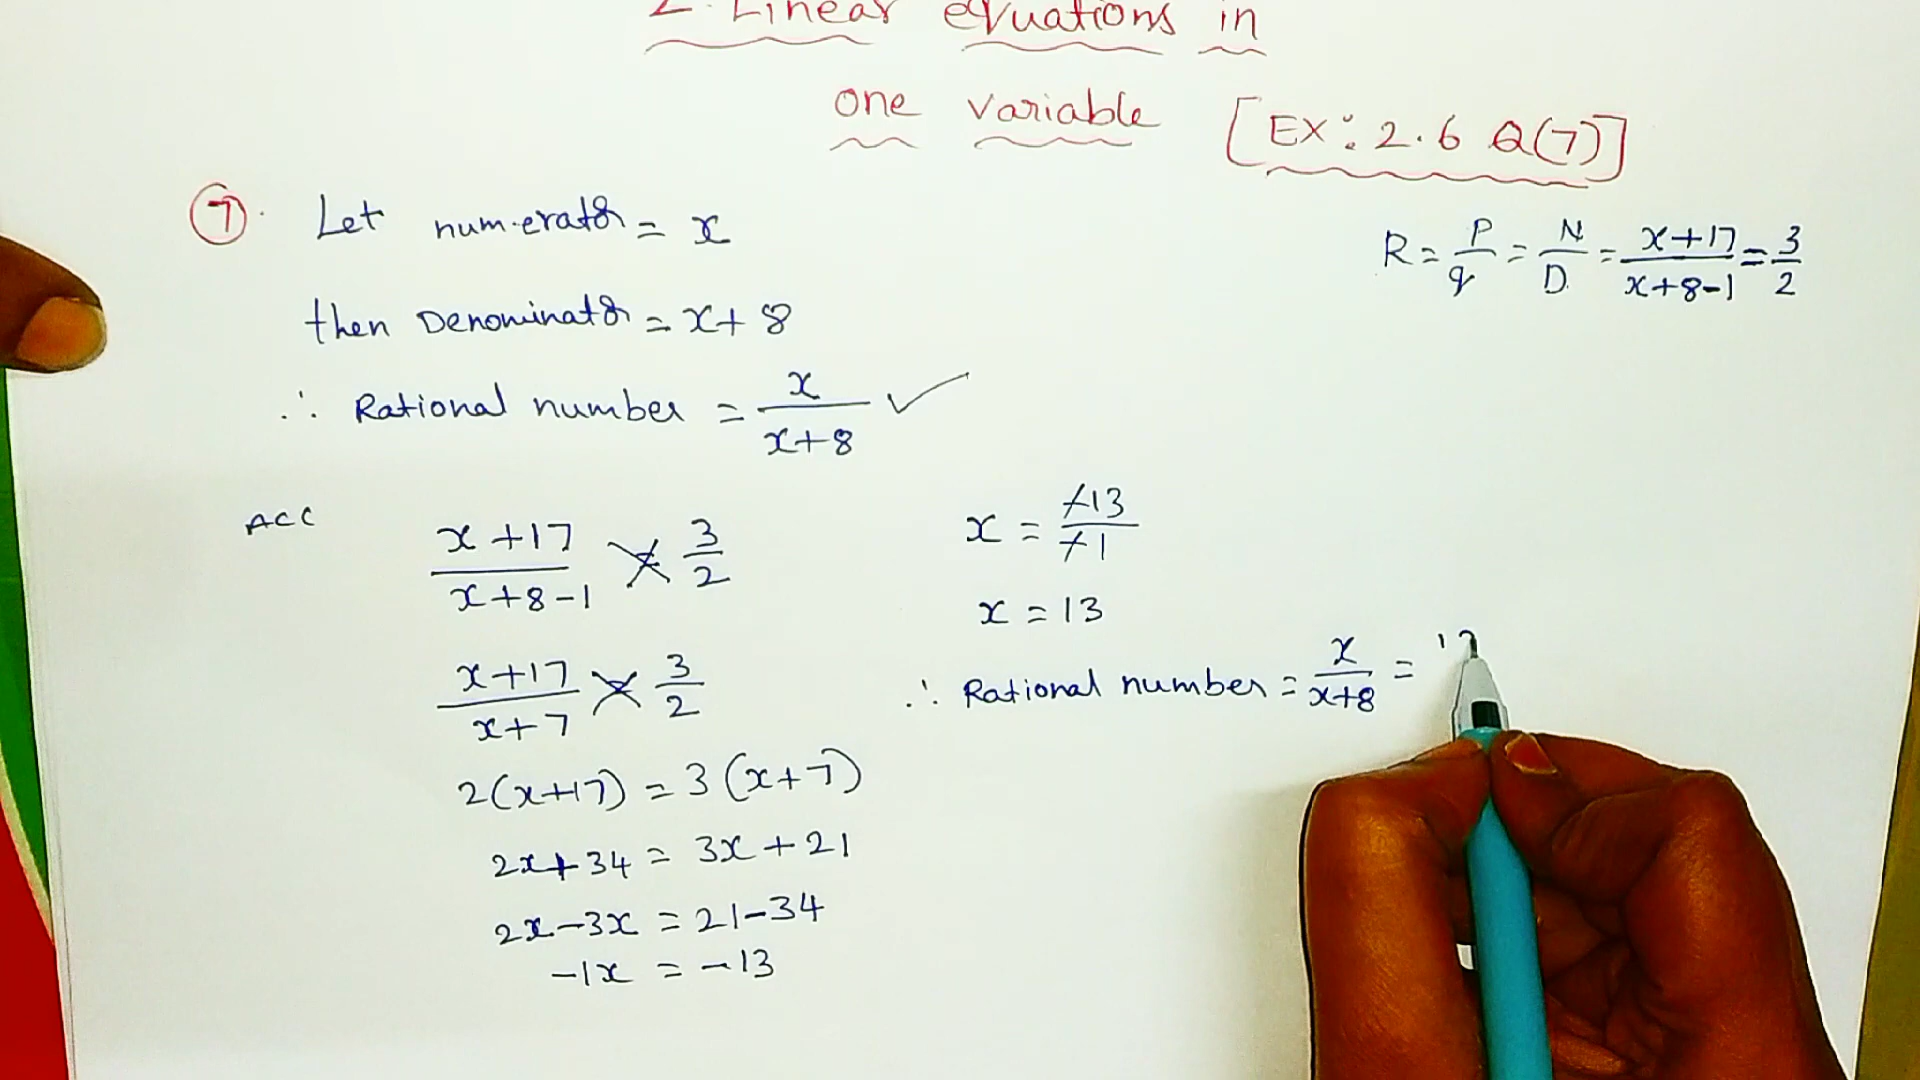 2. Linear equations in
one variable [EX: 2.6 Q(7)]
7. Let numerator = x
R = P/q = N/D = x+17/x+8-1 = 3/2
then Denominator = x+8
∴ Rational number = x/x+8 ✓
ACC x+17/x+8-1 = 3/2
x+17/x+7 = 3/2
2(x+17) = 3(x+7)
2x+34 = 3x+21
2x-3x = 21-34
-1x = -13
x = -13/-1
x = 13
∴ Rational number = x/x+8 =